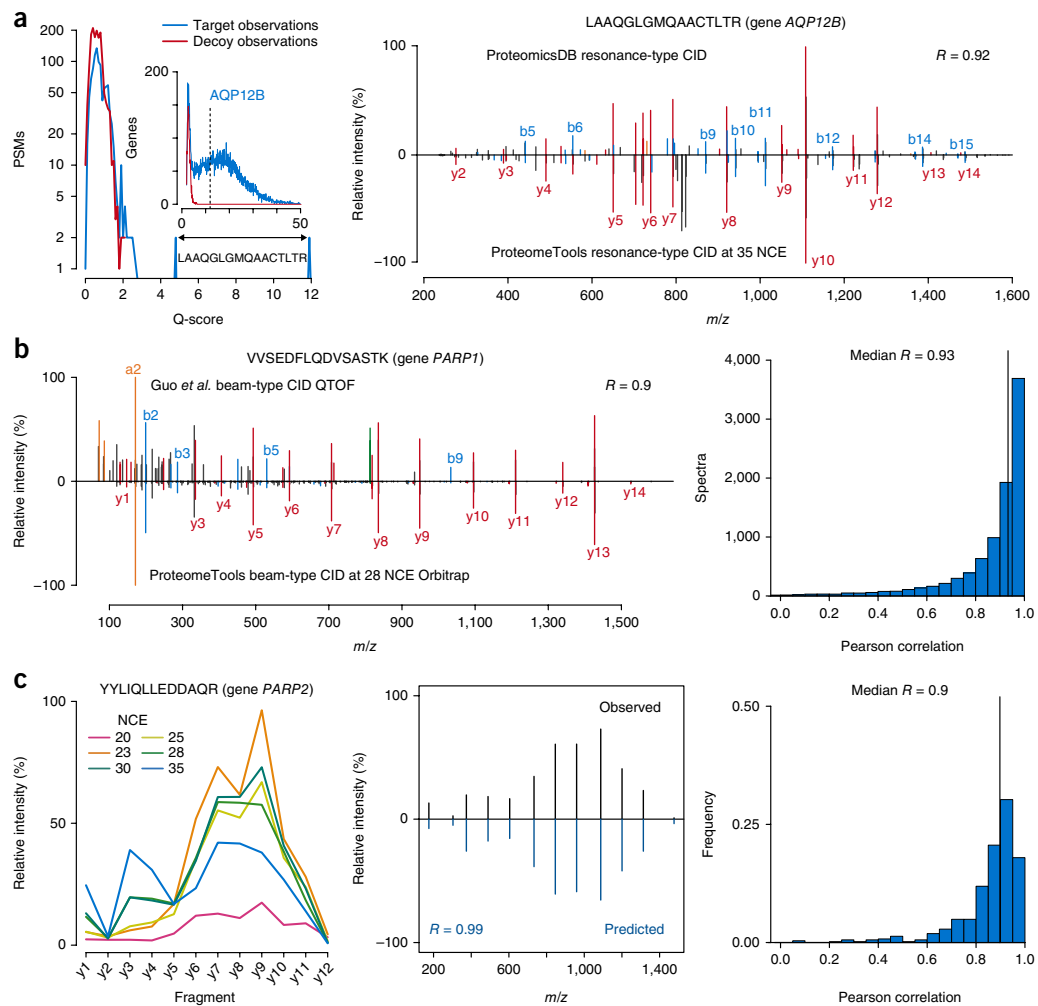 a
200
100
50
20
10
5
2
1
PSMs
0
2
4
6
8
10
12
Q-score
Target observations
Decoy observations
200
0
Genes
AQP12B
0
50
LAAQGLGMQAACTLTR
LAAQGLGMQAACTLTR (gene AQP12B)
ProteomicsDB resonance-type CID
R = 0.92
100
0
−100
Relative intensity (%)
b5
b6
b9
b10
b11
b12
b14
b15
y2
y3
y4
y5
y6
y7
y8
y9
y10
y11
y12
y13
y14
ProteomeTools resonance-type CID at 35 NCE
200
400
600
800
1,000
1,200
1,400
1,600
m/z
b
VVSEDFLQDVSASTK (gene PARP1)
a2
Guo et al. beam-type CID QTOF
R = 0.9
100
0
−100
Relative intensity (%)
b2
b3
b5
b9
y1
y3
y4
y5
y6
y7
y8
y9
y10
y11
y12
y13
y14
ProteomeTools beam-type CID at 28 NCE Orbitrap
100
300
500
700
900
1,100
1,300
1,500
m/z
Median R = 0.93
4,000
3,000
2,000
1,000
0
Spectra
0.0
0.2
0.4
0.6
0.8
1.0
Pearson correlation
c
YYLIQLLEDDAQR (gene PARP2)
100
50
0
Relative intensity (%)
NCE
20
25
23
28
30
35
y1
y2
y3
y4
y5
y6
y7
y8
y9
y10
y11
y12
Fragment
100
0
−100
Relative intensity (%)
Observed
R = 0.99
Predicted
200
600
1,000
1,400
m/z
Median R = 0.9
0.50
0.25
0.00
Frequency
0.0
0.2
0.4
0.6
0.8
1.0
Pearson correlation